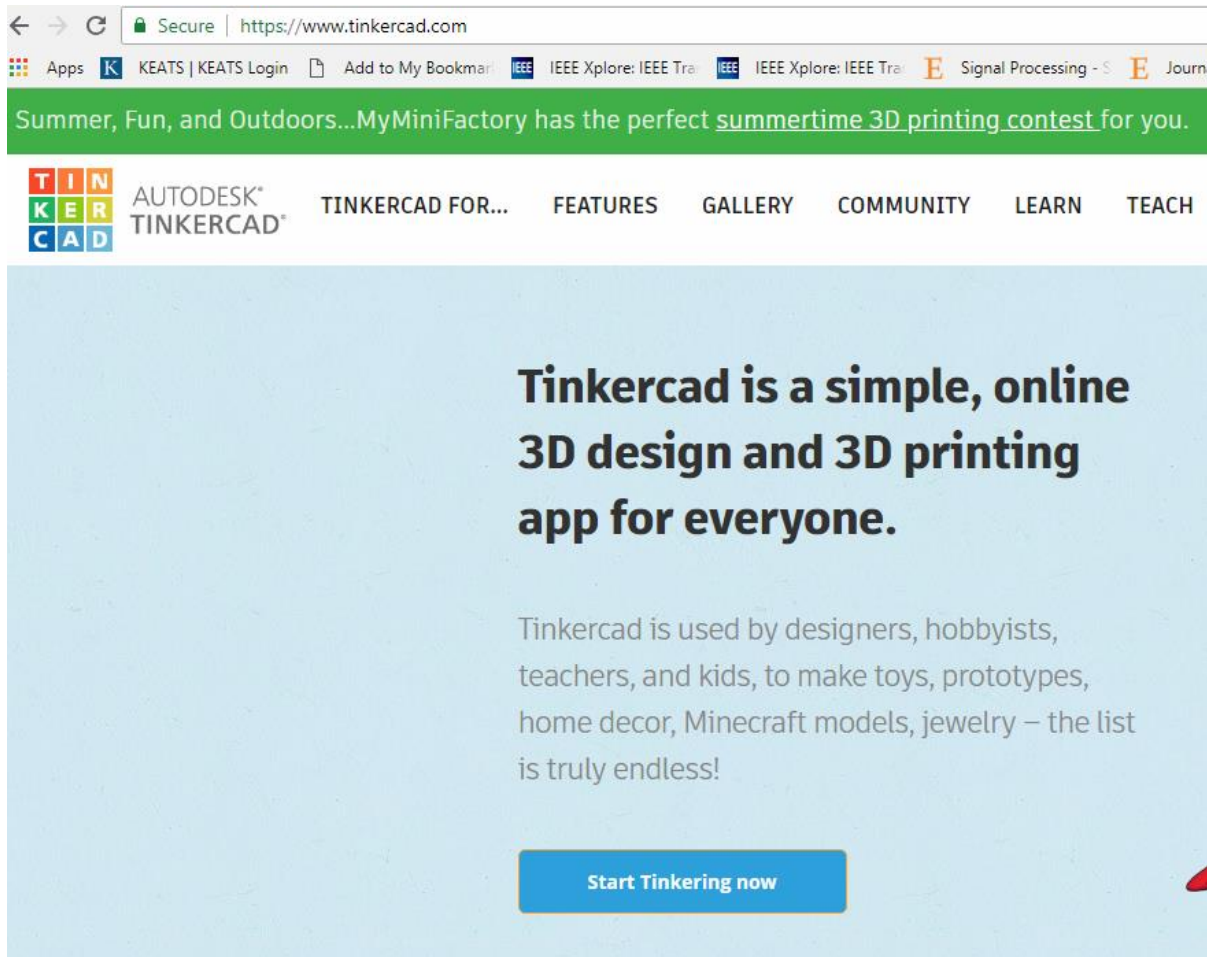 Secure | https://www.tinkercad.com
Apps K KEATS | KEATS Login Add to My Bookmar IEEE IEEE Xplore: IEEE Tra IEEE IEEE Xplore: IEEE Tra E Signal Processing - S E Journ
Summer, Fun, and Outdoors...MyMiniFactory has the perfect summertime 3D printing contest for you.
TIN
KER
CAD
AUTODESK®
TINKERCAD®
TINKERCAD FOR... FEATURES GALLERY COMMUNITY LEARN TEACH
Tinkercad is a simple, online
3D design and 3D printing
app for everyone.
Tinkercad is used by designers, hobbyists,
teachers, and kids, to make toys, prototypes,
home decor, Minecraft models, jewelry – the list
is truly endless!
Start Tinkering now